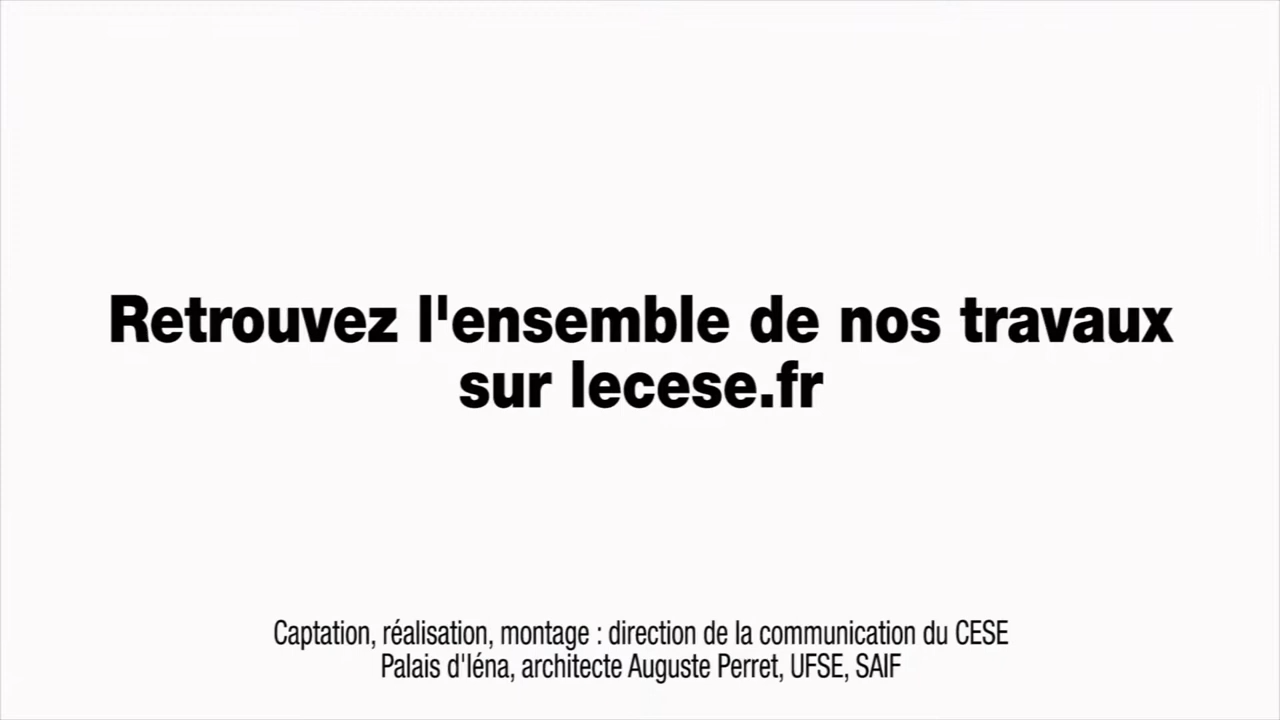 Retrouvez l'ensemble de nos travaux
sur lecese.fr
Captation, réalisation, montage : direction de la communication du CESE
Palais d'Iéna, architecte Auguste Perret, UFSE, SAIF